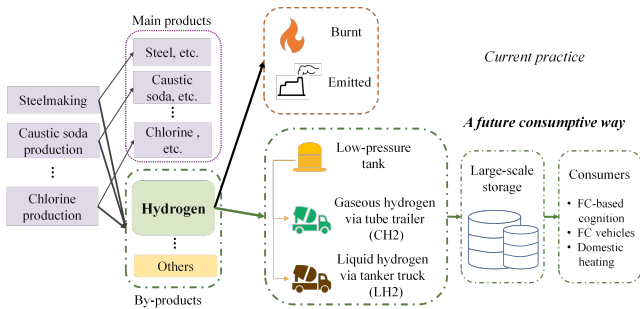 Main products
Steel, etc.
Caustic
soda, etc.
Chlorine ,
etc.
Steelmaking
Caustic soda
production
Chlorine
production
Hydrogen
Others
By-products
Burnt
Emitted
Current practice
A future consumptive way
Low-pressure
tank
Gaseous hydrogen
via tube trailer
(CH2)
Liquid hydrogen
via tanker truck
(LH2)
Large-scale
storage
Consumers
• FC-based
cognition
• FC vehicles
• Domestic
heating